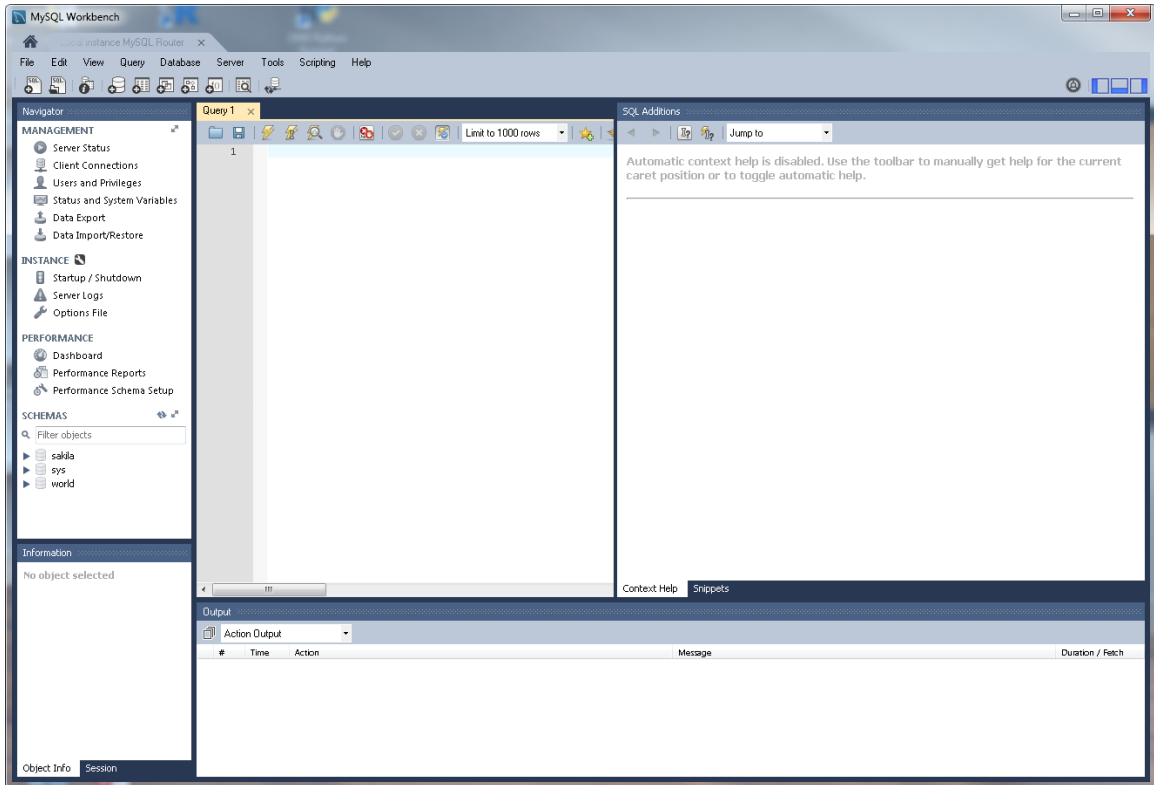 MySQL Workbench
Local instance MySQL Router
File Edit View Query Database Server Tools Scripting Help
Navigator
MANAGEMENT
Server Status
Client Connections
Users and Privileges
Status and System Variables
Data Export
Data Import/Restore
INSTANCE
Startup / Shutdown
Server Logs
Options File
PERFORMANCE
Dashboard
Performance Reports
Performance Schema Setup
SCHEMAS
Filter objects
sakila
sys
world
Information
No object selected
Object Info Session
Query 1
Limit to 1000 rows
1
SQL Additions
Jump to
Automatic context help is disabled. Use the toolbar to manually get help for the current
caret position or to toggle automatic help.
Context Help Snippets
Output
Action Output
# Time Action Message Duration / Fetch